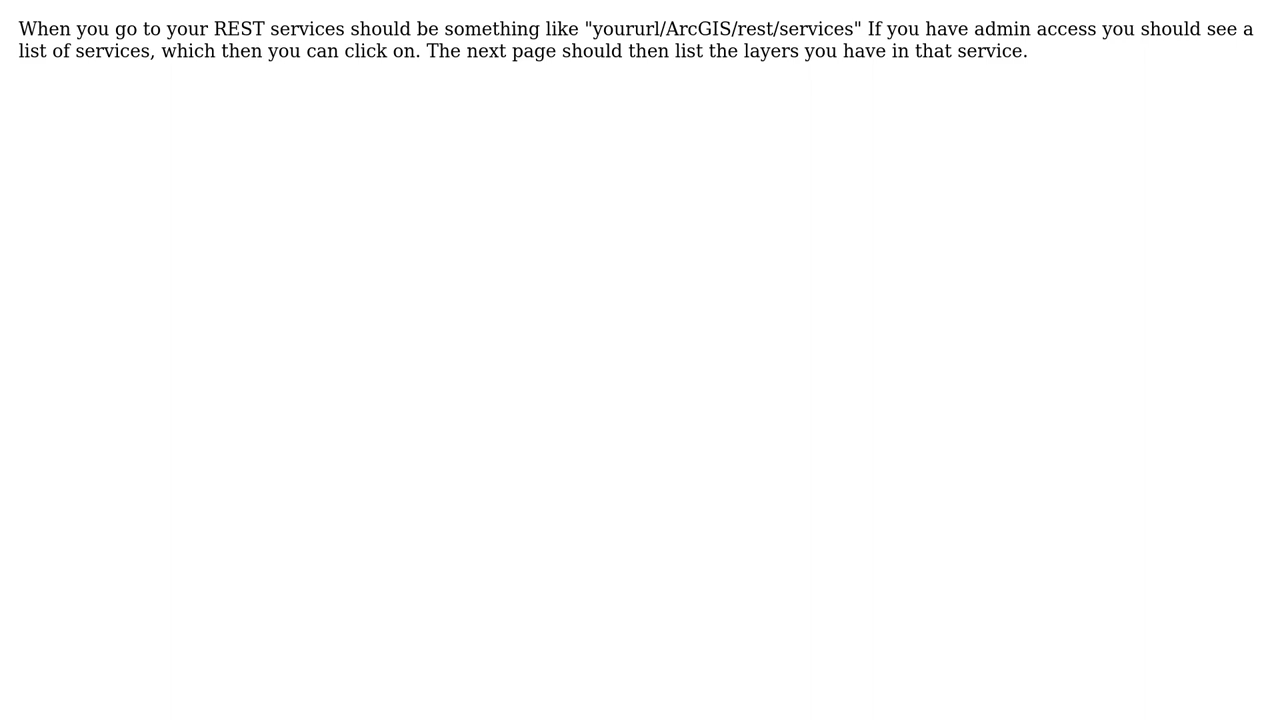 When you go to your REST services should be something like "yoururl/ArcGIS/rest/services" If you have admin access you should see a
list of services, which then you can click on. The next page should then list the layers you have in that service.